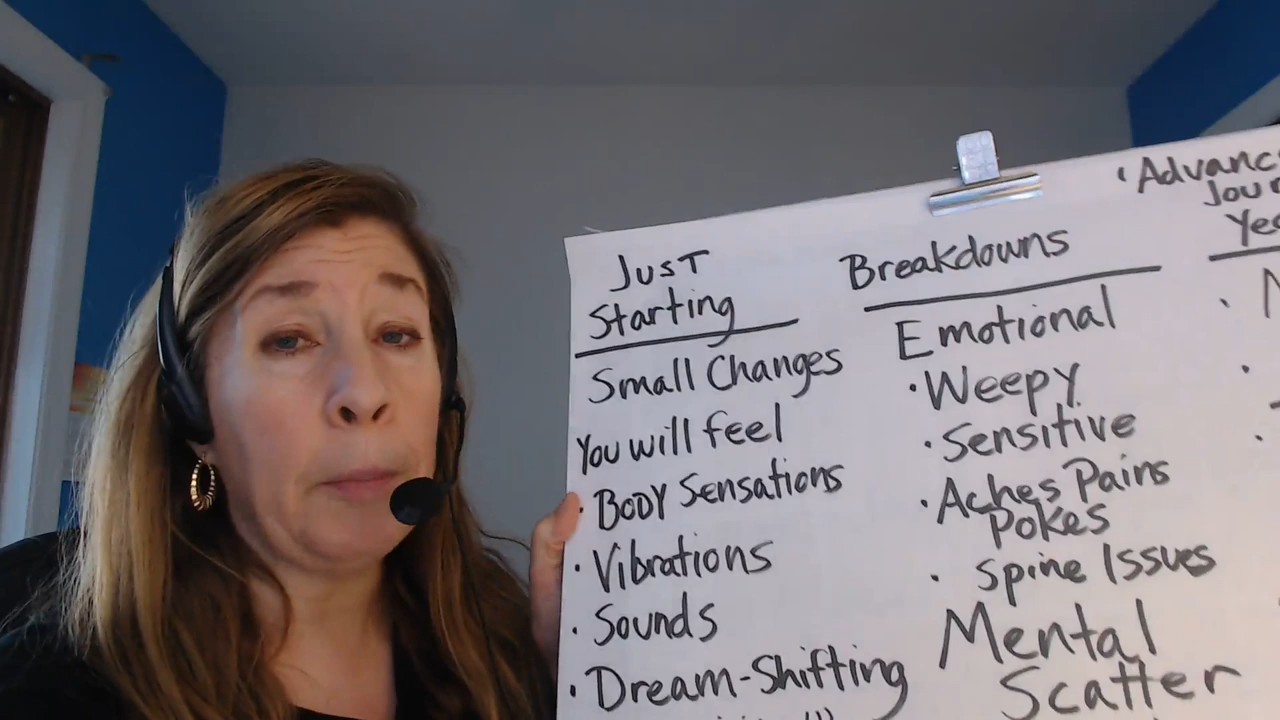 Just
Starting
Small Changes
You will feel
• Body Sensations
• Vibrations
• Sounds
• Dream-Shifting
Breakdowns
Emotional
• Weepy
• Sensitive
• Aches Pains
Pokes
• Spine Issues
Mental
Scatter